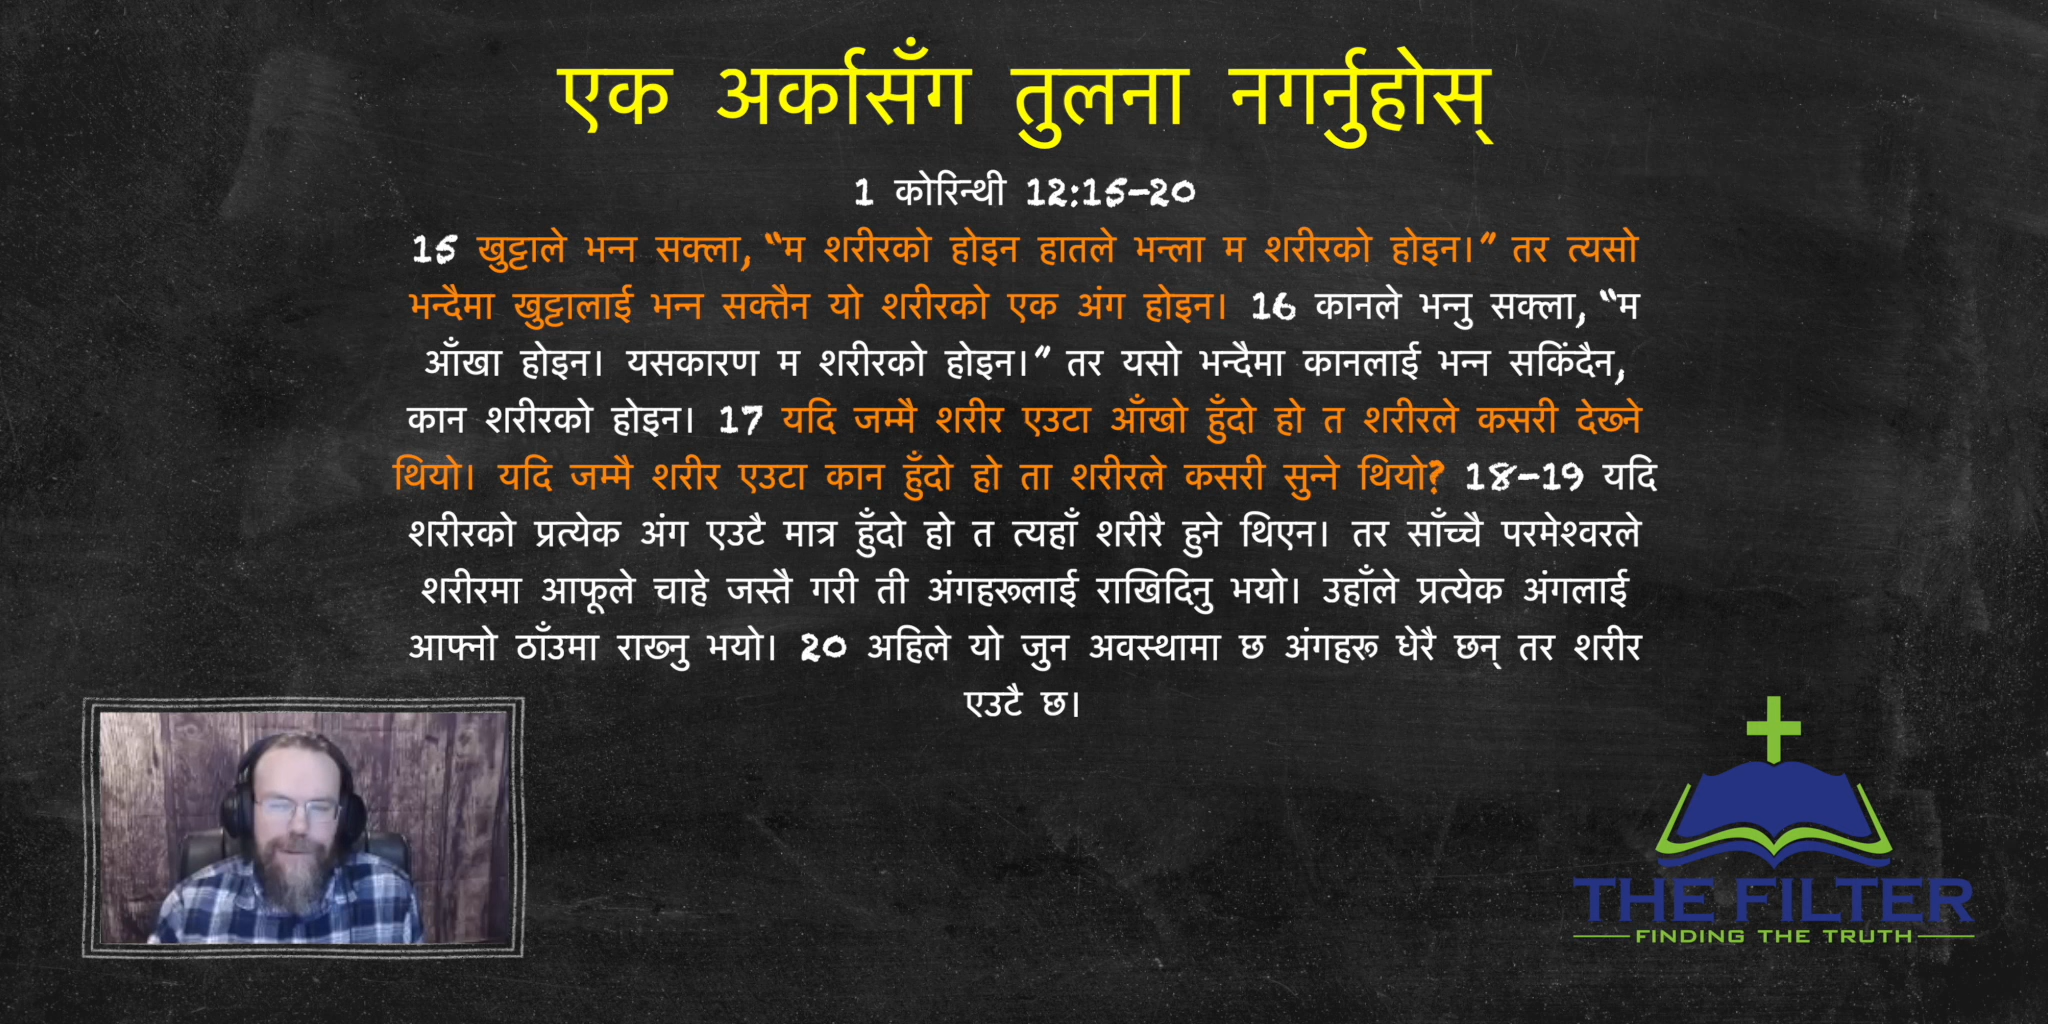 एक अर्कासँग तुलना नगर्नुहोस्
1 कोरिन्थी 12:15-20
15 खुट्टाले भन्न सक्ला, “म शरीरको होइन हातले भन्ला म शरीरको होइन।” तर त्यसो
भन्दैमा खुट्टालाई भन्न सक्तैन यो शरीरको एक अंग होइन। 16 कानले भन्नु सक्ला, “म
आँखा होइन। यसकारण म शरीरको होइन।” तर यसो भन्दैमा कानलाई भन्न सकिंदैन,
कान शरीरको होइन। 17 यदि जम्मै शरीर एउटा आँखो हुँदो हो त शरीरले कसरी देख्ने
थियो। यदि जम्मै शरीर एउटा कान हुँदो हो ता शरीरले कसरी सुन्ने थियो? 18-19 यदि
शरीरको प्रत्येक अंग एउटै मात्र हुँदो हो त त्यहाँ शरीरै हुने थिएन। तर साँच्चै परमेश्वरले
शरीरमा आफूले चाहे जस्तै गरी ती अंगहरूलाई राखिदिनु भयो। उहाँले प्रत्येक अंगलाई
आफ्नो ठाँउमा राख्नु भयो। 20 अहिले यो जुन अवस्थामा छ अंगहरू धेरै छन् तर शरीर
एउटै छ।
THE FILTER
FINDING THE TRUTH